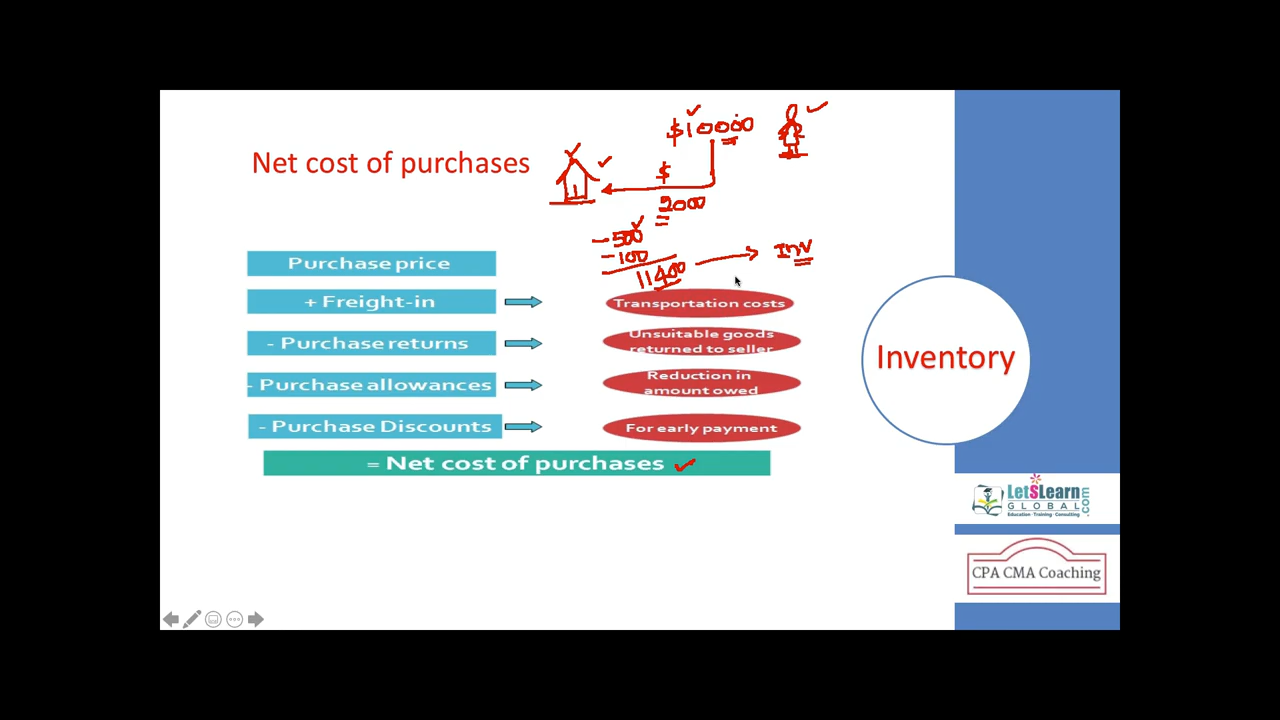 $10000
Net cost of purchases
$
2000
- 500
- 100
11400
INV
Purchase price
+ Freight-in
Transportation costs
- Purchase returns
Unsuitable goods
returned to seller
- Purchase allowances
Reduction in
amount owed
- Purchase Discounts
For early payment
= Net cost of purchases
Inventory
LetSLearn
GLOBAL
.com
Education . Training . Consulting
CPA CMA Coaching